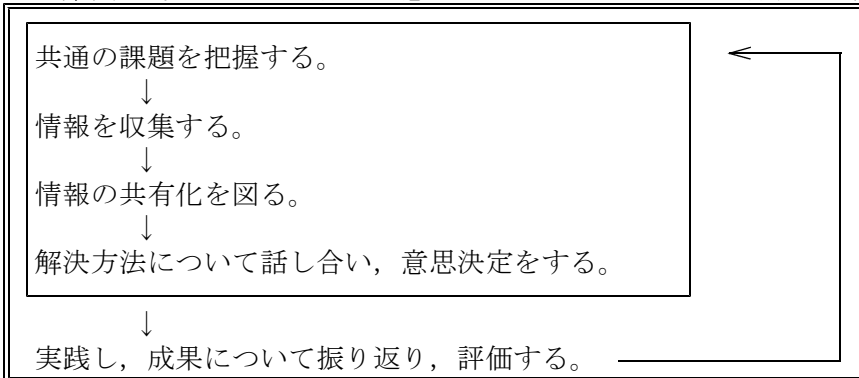 共通の課題を把握する。
↓
情報を収集する。
↓
情報の共有化を図る。
↓
解決方法について話し合い，意思決定をする。
↓
実践し，成果について振り返り，評価する。